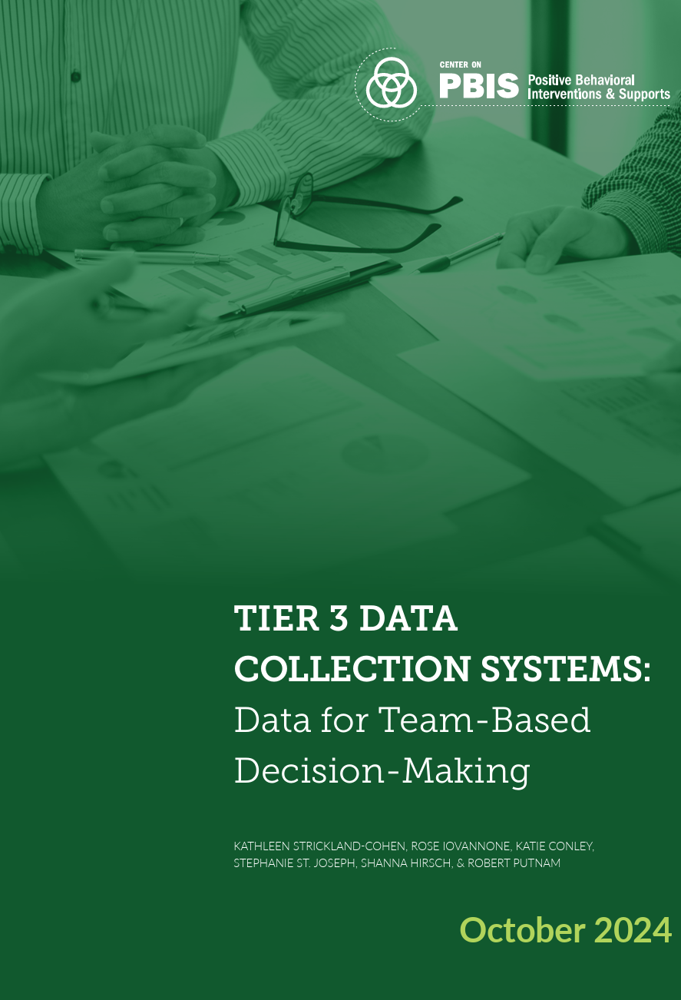 CENTER ON
PBIS Positive Behavioral
Interventions & Supports
TIER 3 DATA
COLLECTION SYSTEMS:
Data for Team-Based
Decision-Making
KATHLEEN STRICKLAND-COHEN, ROSE IOVANNONE, KATIE CONLEY,
STEPHANIE ST. JOSEPH, SHANNA HIRSCH, & ROBERT PUTNAM
October 2024